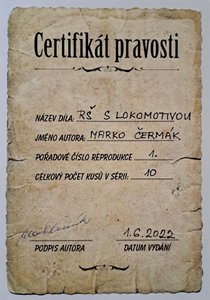 Certifikát pravosti
NÁZEV DÍLA: RŠ S LOKOMOTIVOU
JMÉNO AUTORA: MARKO ČERMÁK
POŘADOVÉ ČÍSLO REPRODUKCE 1.
CELKOVÝ POČET KUSŮ V SÉRII: 10
1.6.2022
PODPIS AUTORA DATUM VYDÁNÍ